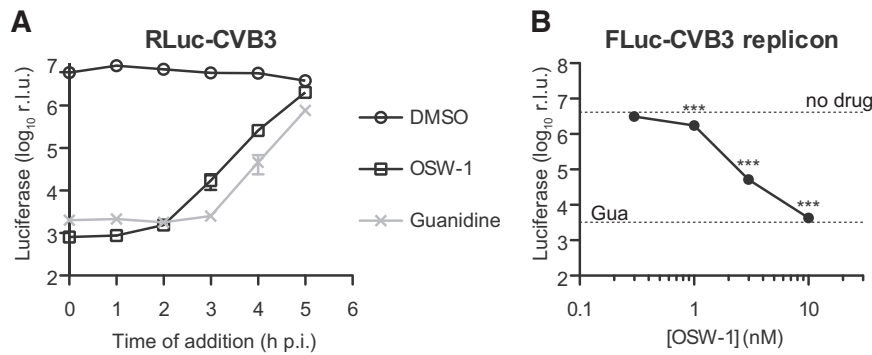 A
RLuc-CVB3
Luciferase (log10 r.l.u.)
7
6
5
4
3
2
0 1 2 3 4 5 6
Time of addition (h p.i.)
DMSO
OSW-1
Guanidine
B
FLuc-CVB3 replicon
Luciferase (log10 r.l.u.)
8
7
6
5
4
3
2
no drug
***
***
***
Gua
0.1 1 10
[OSW-1] (nM)